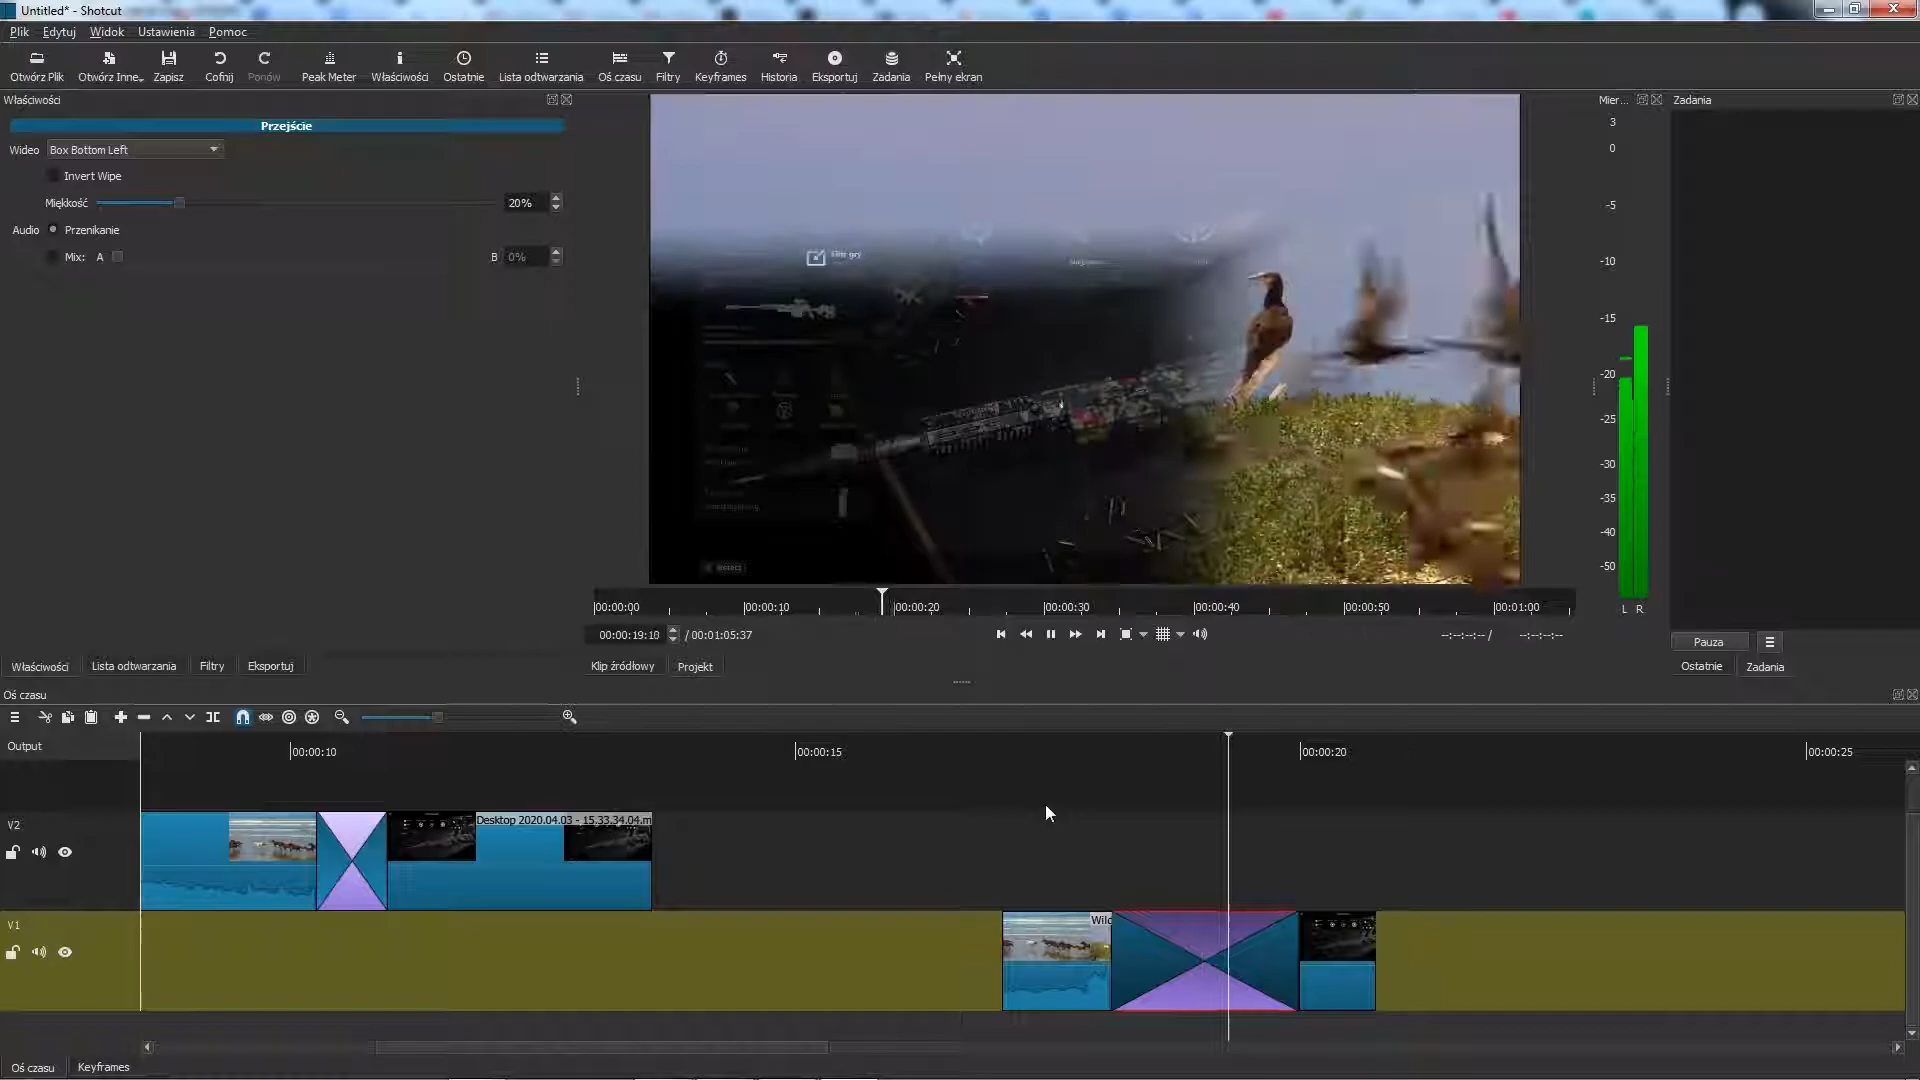 Untitled* - Shotcut
Plik Edytuj Widok Ustawienia Pomoc
Otwórz Plik Otwórz Inne Zapisz Cofnij Ponów Peak Meter Właściwości Ostatnie Lista odtwarzania Oś czasu Filtry Keyframes Historia Eksportuj Zadania Pełny ekran
Właściwości
Mier...
Zadania
Przejście
Wideo Box Bottom Left
Invert Wipe
Miękkość 20%
Audio Przenikanie
Mix: A B 0%
3
0
-5
-10
-15
-20
-25
-30
-35
-40
-50
L R
00:00:00 00:00:10 00:00:20 00:00:30 00:00:40 00:00:50 00:01:00
00:00:19:18 / 00:01:05:37
--:--:--:-- / --:--:--:--
Pauza
Właściwości Lista odtwarzania Filtry Eksportuj
Klip źródłowy Projekt
Ostatnie Zadania
Oś czasu
Output
00:00:10 00:00:15 00:00:20 00:00:25
V2
Desktop 2020.04.03 - 15.33.34.04.m
V1
Wild
Oś czasu Keyframes